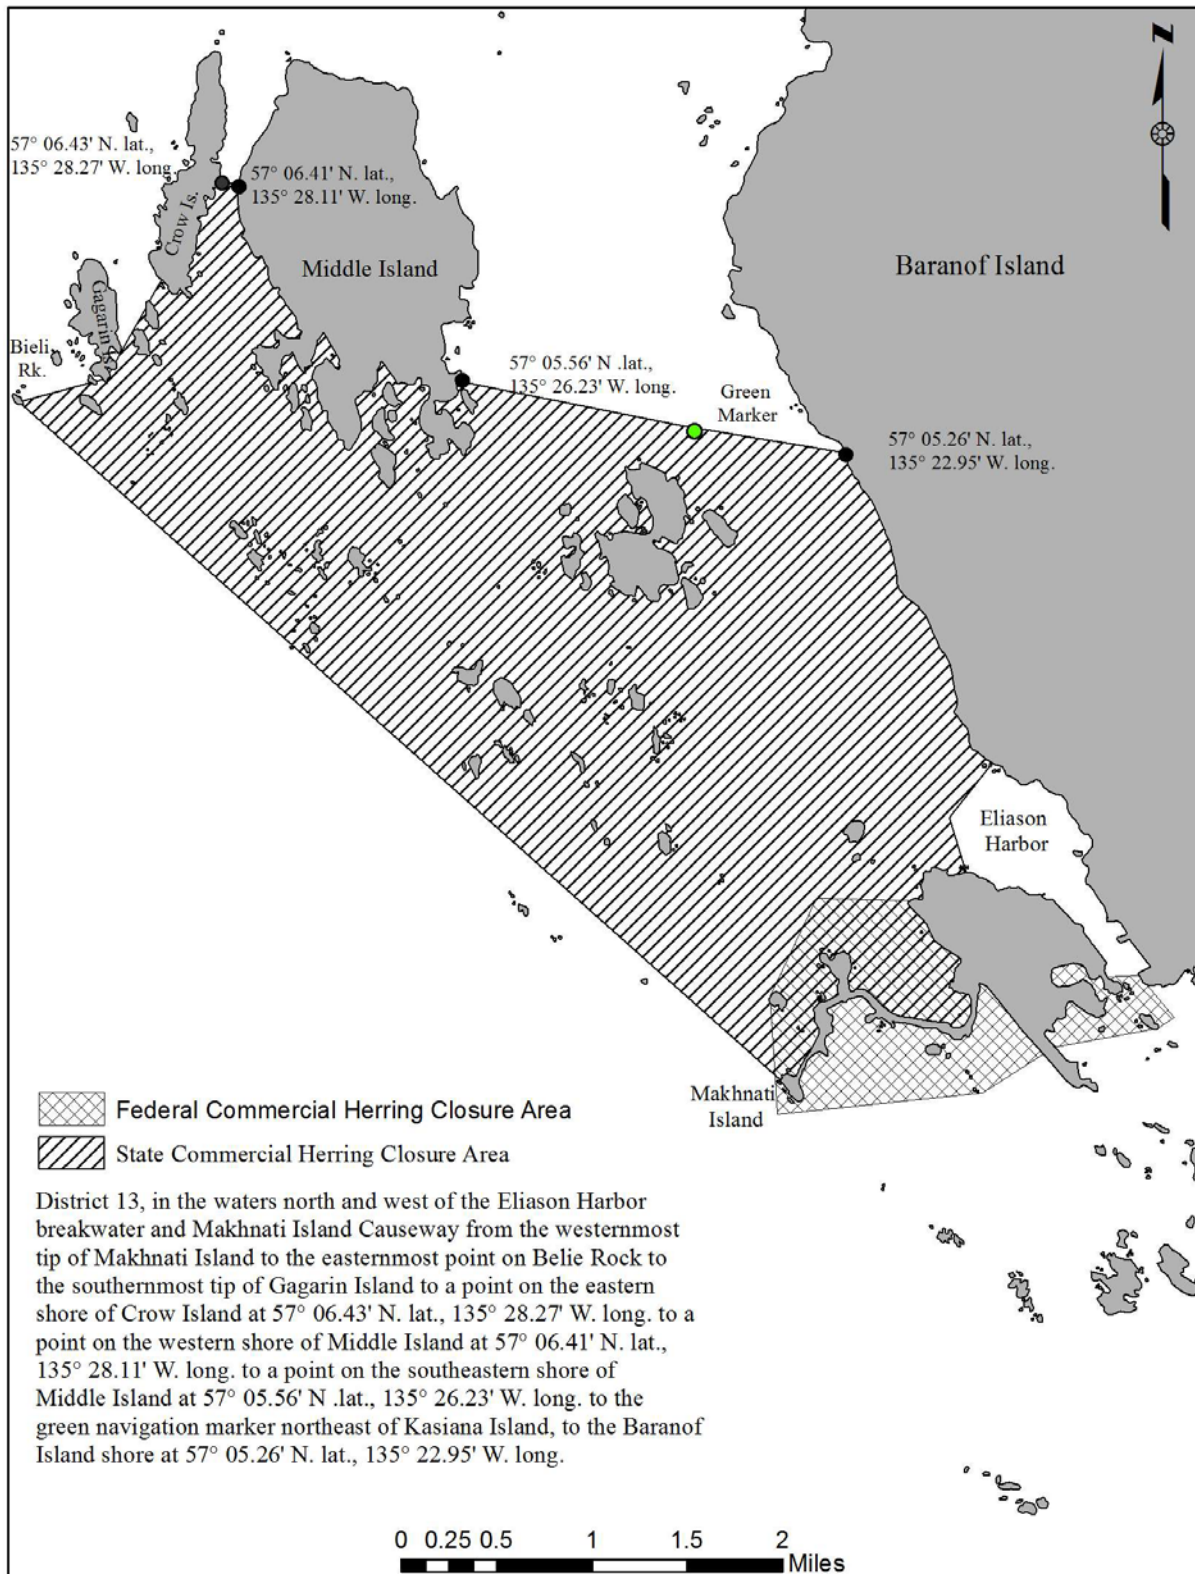 N
57° 06.43' N. lat.,
135° 28.27' W. long.
57° 06.41' N. lat.,
135° 28.11' W. long.
Crow Is.
Middle Island
Baranof Island
Gagarin Is.
Bieli
Rk.
57° 05.56' N .lat.,
135° 26.23' W. long.
Green
Marker
57° 05.26' N. lat.,
135° 22.95' W. long.
Eliason
Harbor
Makhnati
Island
Federal Commercial Herring Closure Area
State Commercial Herring Closure Area
District 13, in the waters north and west of the Eliason Harbor
breakwater and Makhnati Island Causeway from the westernmost
tip of Makhnati Island to the easternmost point on Belie Rock to
the southernmost tip of Gagarin Island to a point on the eastern
shore of Crow Island at 57° 06.43' N. lat., 135° 28.27' W. long. to a
point on the western shore of Middle Island at 57° 06.41' N. lat.,
135° 28.11' W. long. to a point on the southeastern shore of
Middle Island at 57° 05.56' N .lat., 135° 26.23' W. long. to the
green navigation marker northeast of Kasiana Island, to the Baranof
Island shore at 57° 05.26' N. lat., 135° 22.95' W. long.
0 0.25 0.5 1 1.5 2
Miles